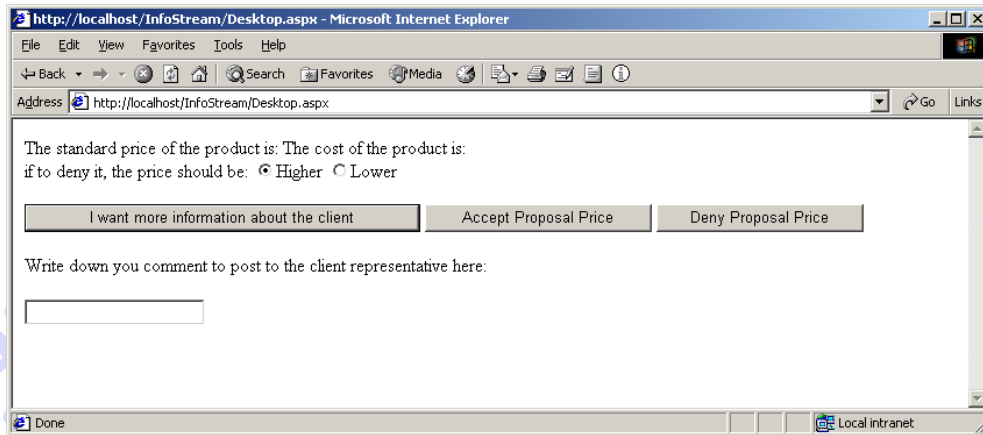 http://localhost/InfoStream/Desktop.aspx - Microsoft Internet Explorer
File Edit View Favorites Tools Help
Back Search Favorites Media
Address http://localhost/InfoStream/Desktop.aspx Go Links
The standard price of the product is: The cost of the product is:
if to deny it, the price should be: Higher Lower
I want more information about the client Accept Proposal Price Deny Proposal Price
Write down you comment to post to the client representative here:
Done Local intranet